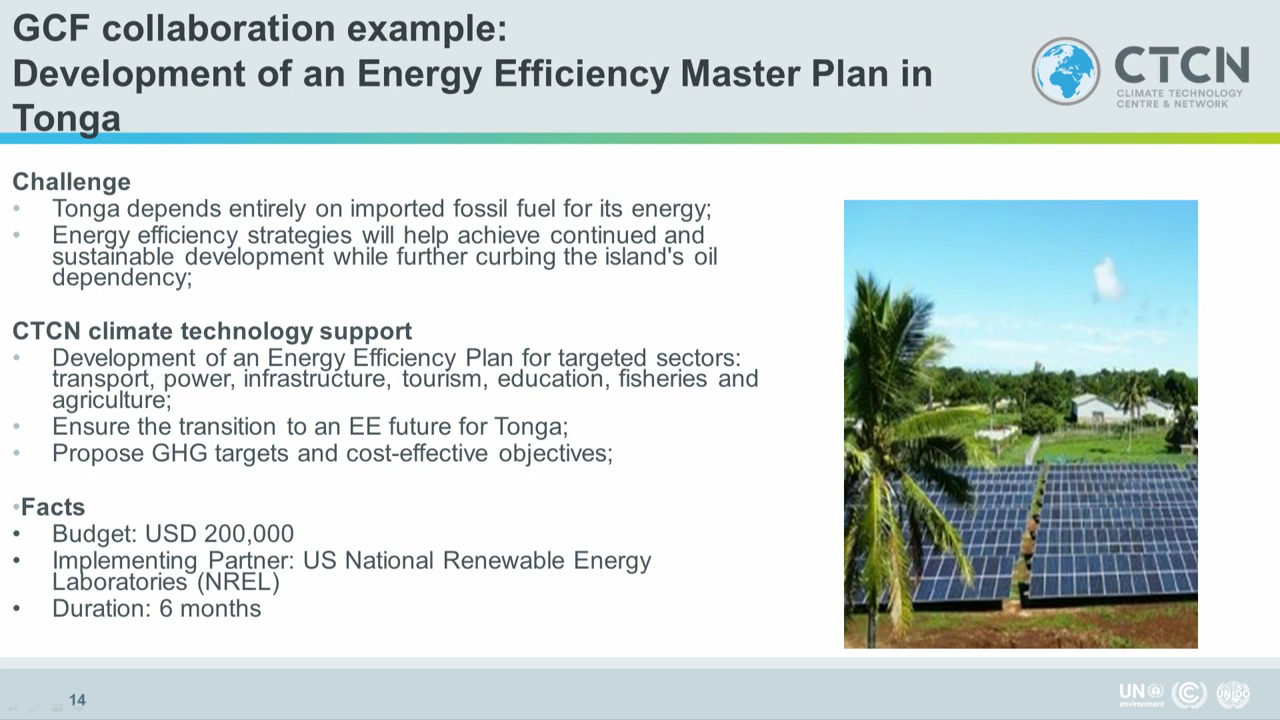 GCF collaboration example:
Development of an Energy Efficiency Master Plan in
Tonga
CTCN
CLIMATE TECHNOLOGY
CENTRE & NETWORK
Challenge
• Tonga depends entirely on imported fossil fuel for its energy;
• Energy efficiency strategies will help achieve continued and
sustainable development while further curbing the island's oil
dependency;
CTCN climate technology support
• Development of an Energy Efficiency Plan for targeted sectors:
transport, power, infrastructure, tourism, education, fisheries and
agriculture;
• Ensure the transition to an EE future for Tonga;
• Propose GHG targets and cost-effective objectives;
•Facts
• Budget: USD 200,000
• Implementing Partner: US National Renewable Energy
Laboratories (NREL)
• Duration: 6 months
14
UN
environment
UNIDO